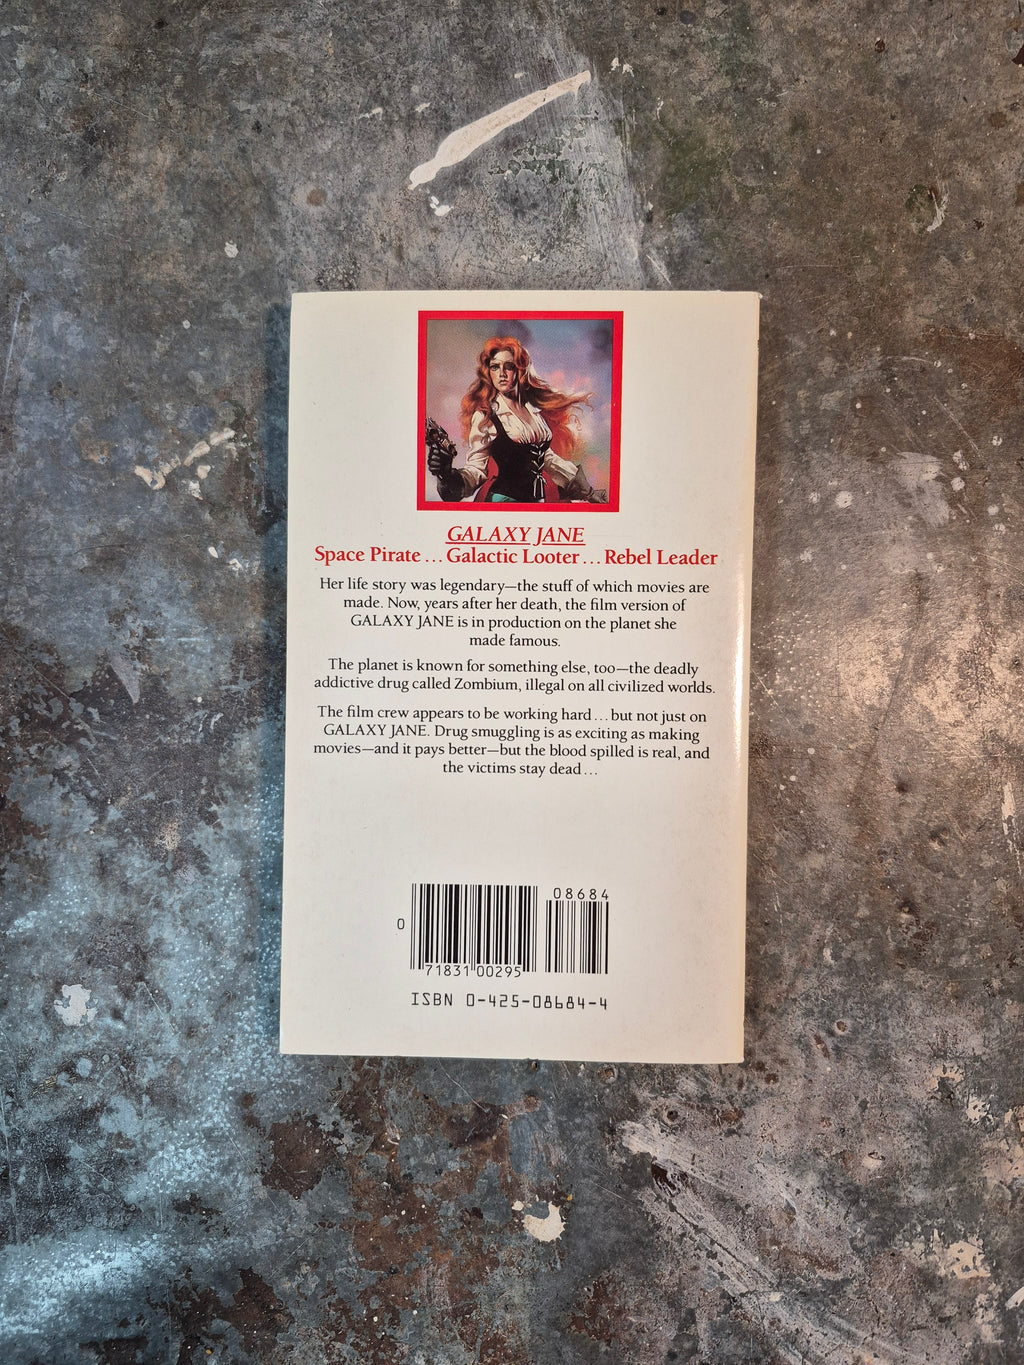 GALAXY JANE
Space Pirate ... Galactic Looter ... Rebel Leader
Her life story was legendary—the stuff of which movies are
made. Now, years after her death, the film version of
GALAXY JANE is in production on the planet she
made famous.
The planet is known for something else, too—the deadly
addictive drug called Zombium, illegal on all civilized worlds.
The film crew appears to be working hard ... but not just on
GALAXY JANE. Drug smuggling is as exciting as making
movies—and it pays better—but the blood spilled is real, and
the victims stay dead ...
08684
0
71831 00295
ISBN 0-425-08684-4